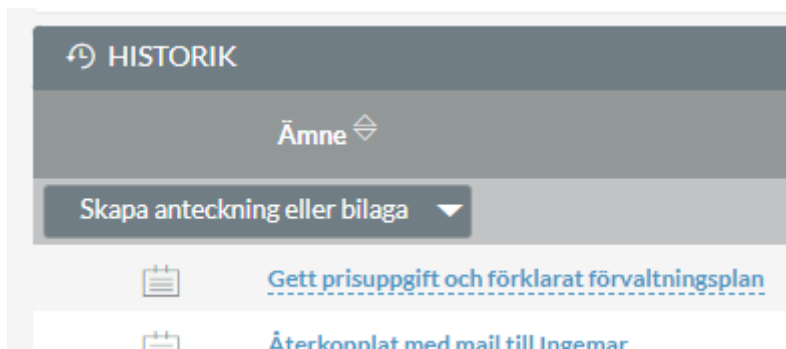 HISTORIK
Ämne
Skapa anteckning eller bilaga
Gett prisuppgift och förklarat förvaltningsplan
Återkopplat med mail till Ingemar